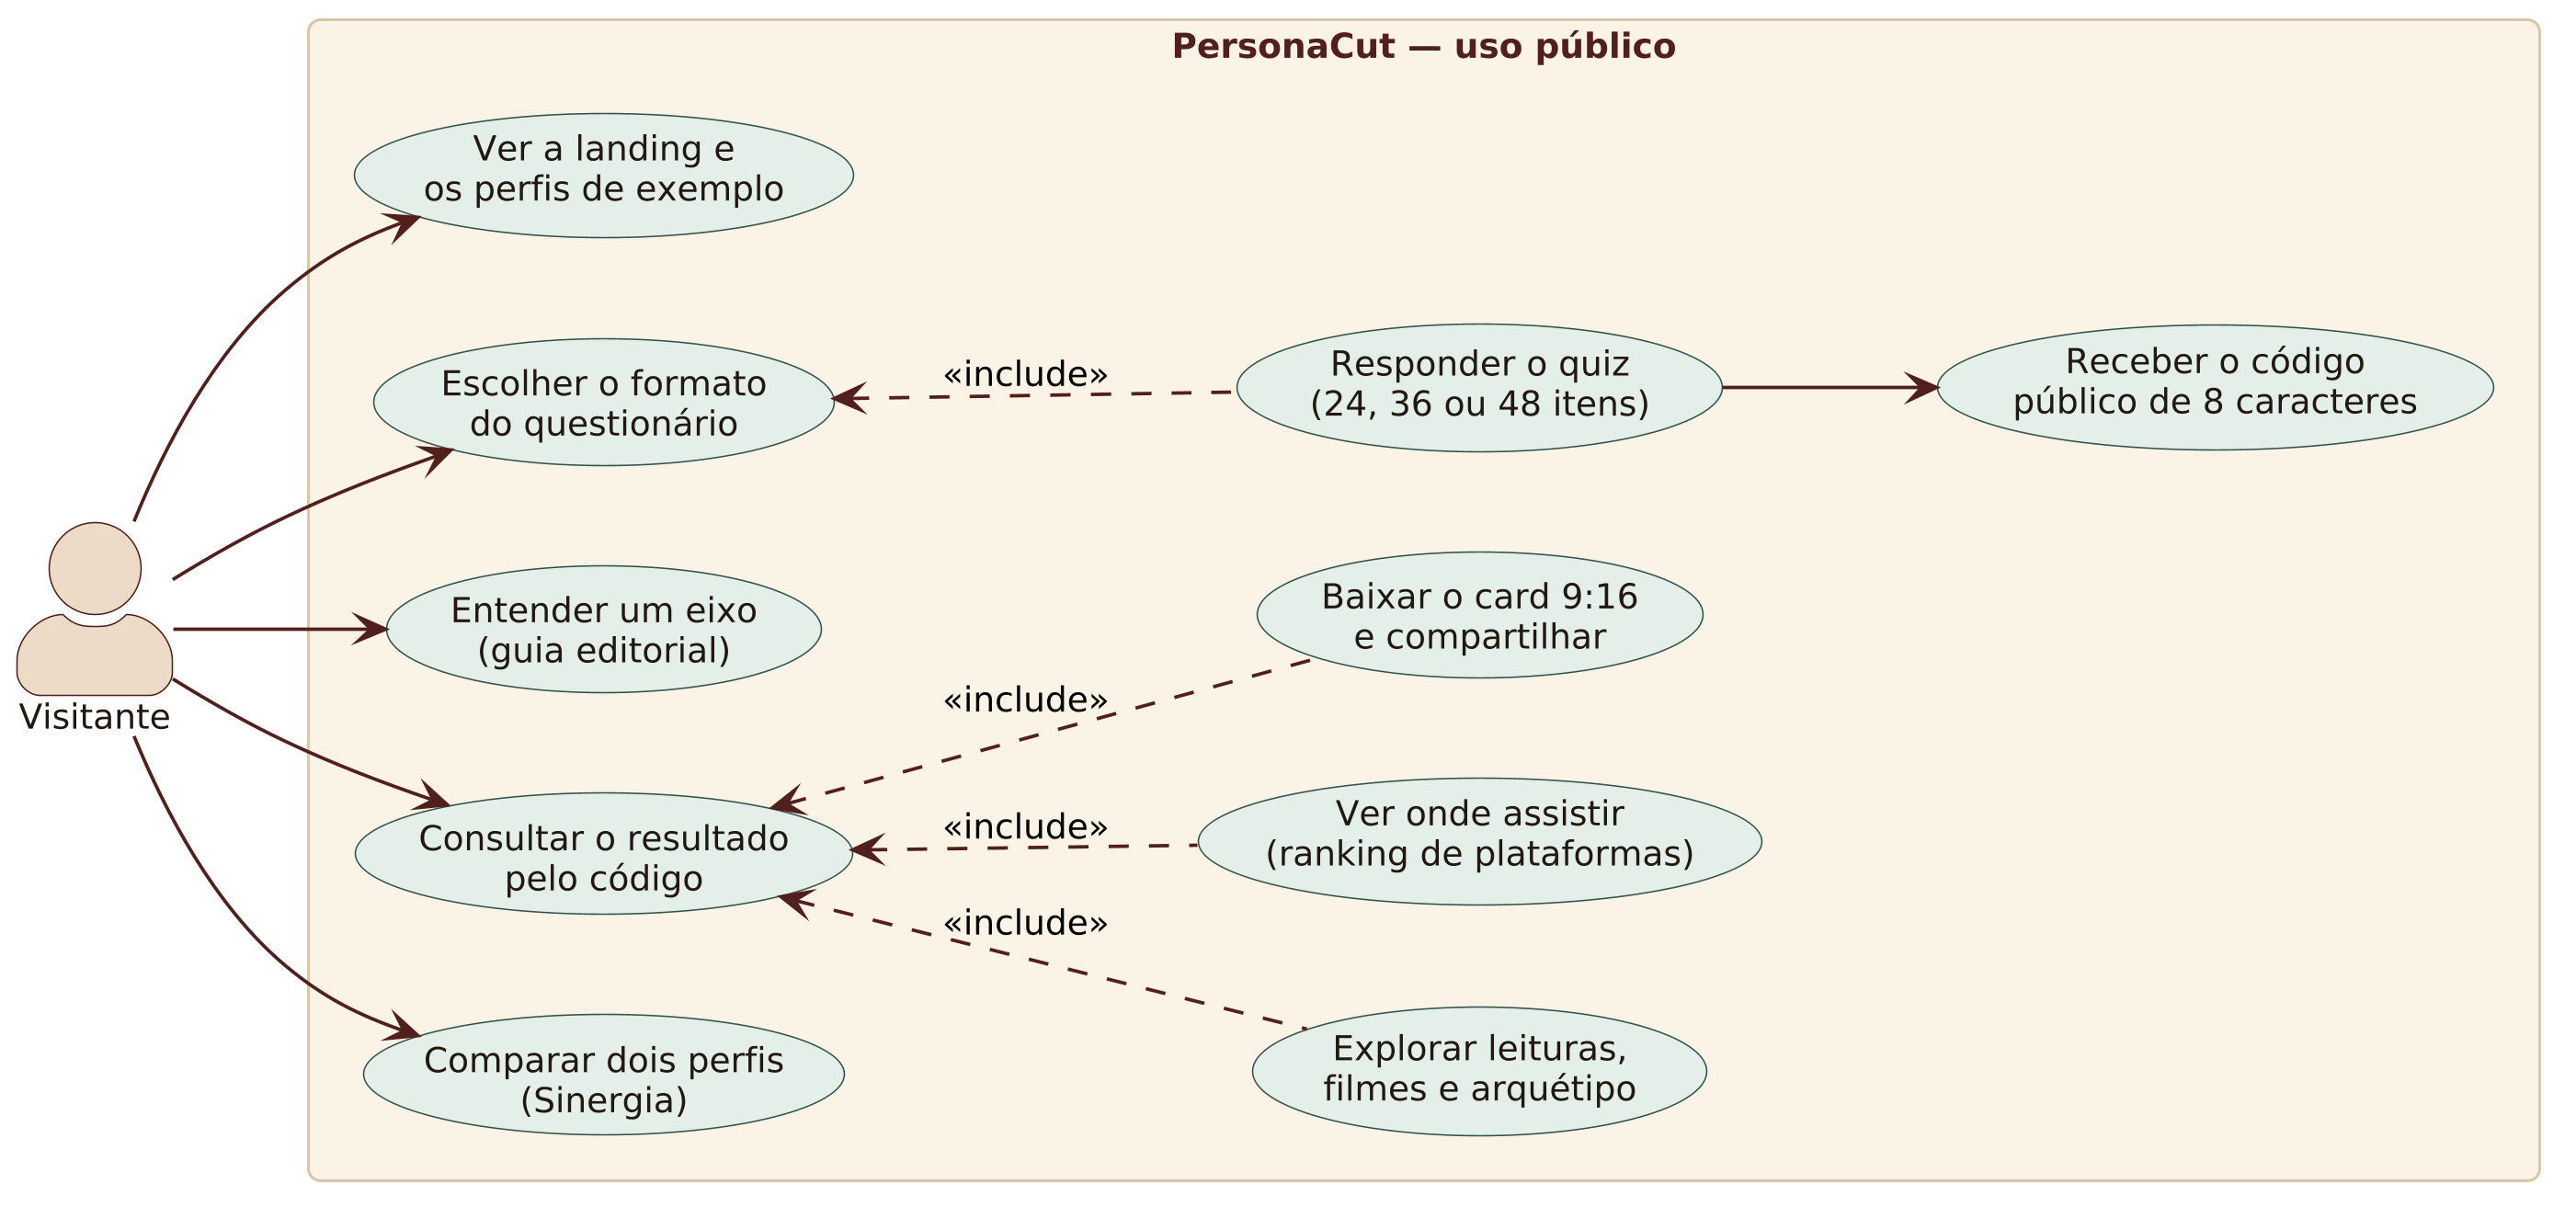 PersonaCut — uso público
Ver a landing e
os perfis de exemplo
Escolher o formato
do questionário
«include»
Responder o quiz
(24, 36 ou 48 itens)
Receber o código
público de 8 caracteres
Visitante
Entender um eixo
(guia editorial)
Baixar o card 9:16
e compartilhar
«include»
Consultar o resultado
pelo código
«include»
Ver onde assistir
(ranking de plataformas)
«include»
Comparar dois perfis
(Sinergia)
Explorar leituras,
filmes e arquétipo